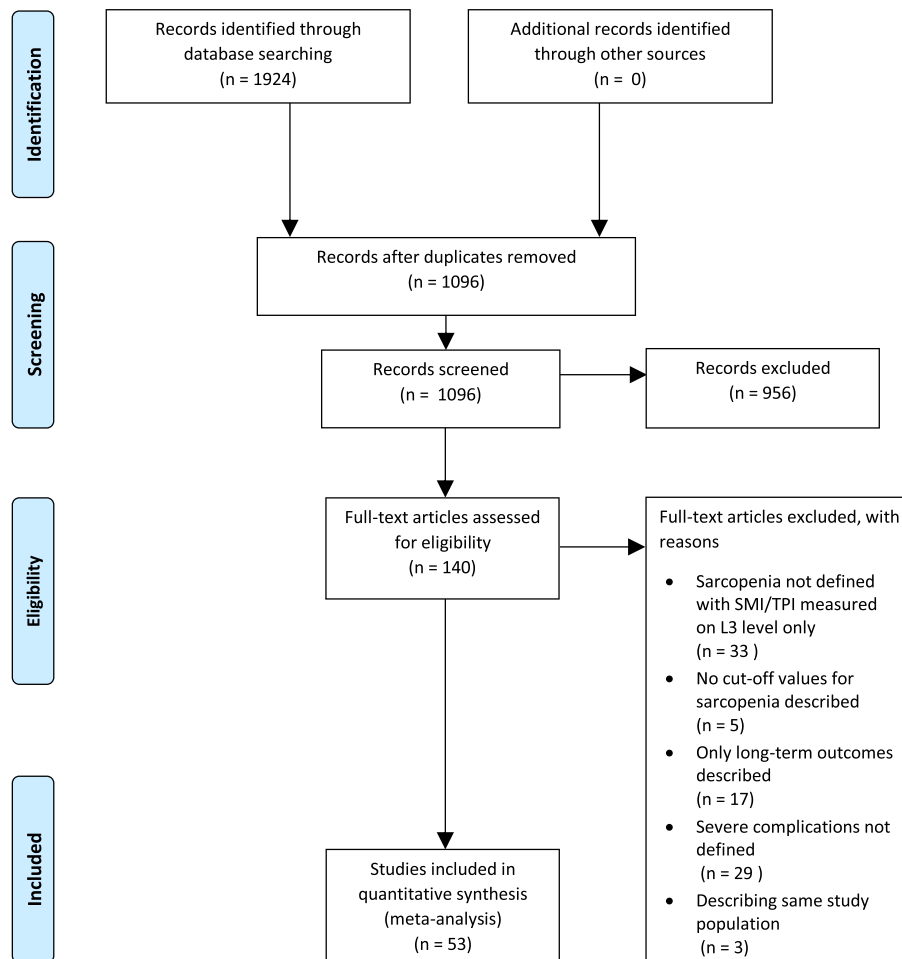 Identification
Records identified through
database searching
(n = 1924)
Additional records identified
through other sources
(n = 0)
Screening
Records after duplicates removed
(n = 1096)
Records screened
(n = 1096)
Records excluded
(n = 956)
Eligibility
Full-text articles assessed
for eligibility
(n = 140)
Full-text articles excluded, with
reasons
• Sarcopenia not defined
with SMI/TPI measured
on L3 level only
(n = 33 )
• No cut-off values for
sarcopenia described
(n = 5)
• Only long-term outcomes
described
(n = 17)
• Severe complications not
defined
(n = 29 )
• Describing same study
population
(n = 3)
Included
Studies included in
quantitative synthesis
(meta-analysis)
(n = 53)